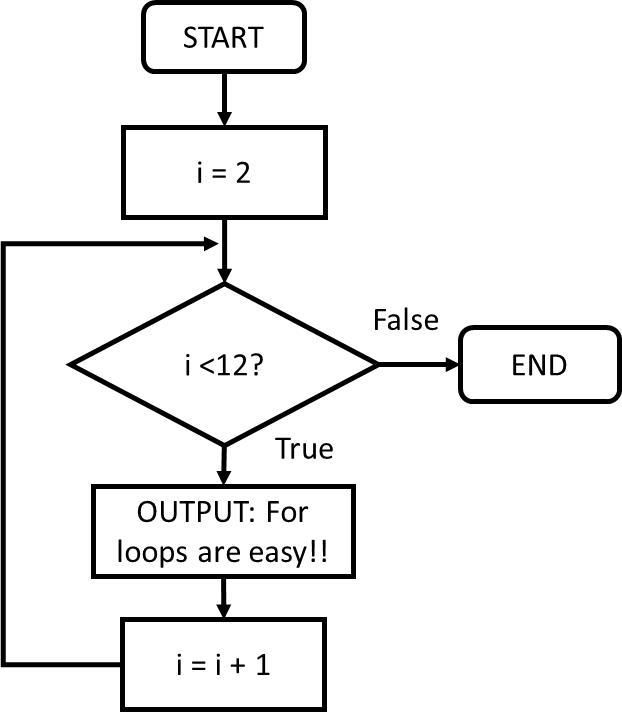 START
i = 2
i <12?
False
END
True
OUTPUT: For
loops are easy!!
i = i + 1